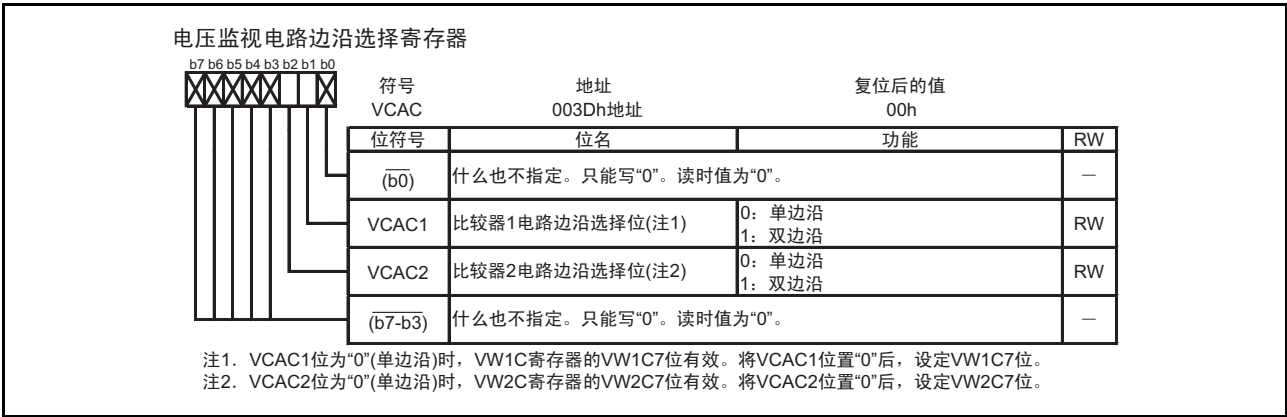 电压监视电路边沿选择寄存器
b7 b6 b5 b4 b3 b2 b1 b0
符号 地址 复位后的值
VCAC 003Dh地址 00h
位符号 位名 功能 RW
(b0) 什么也不指定。只能写“0”。读时值为“0”。 —
VCAC1 比较器1电路边沿选择位(注1) 0：单边沿
1：双边沿 RW
VCAC2 比较器2电路边沿选择位(注2) 0：单边沿
1：双边沿 RW
(b7-b3) 什么也不指定。只能写“0”。读时值为“0”。 —
注1. VCAC1位为“0”(单边沿)时，VW1C寄存器的VW1C7位有效。将VCAC1位置“0”后，设定VW1C7位。
注2. VCAC2位为“0”(单边沿)时，VW2C寄存器的VW2C7位有效。将VCAC2位置“0”后，设定VW2C7位。